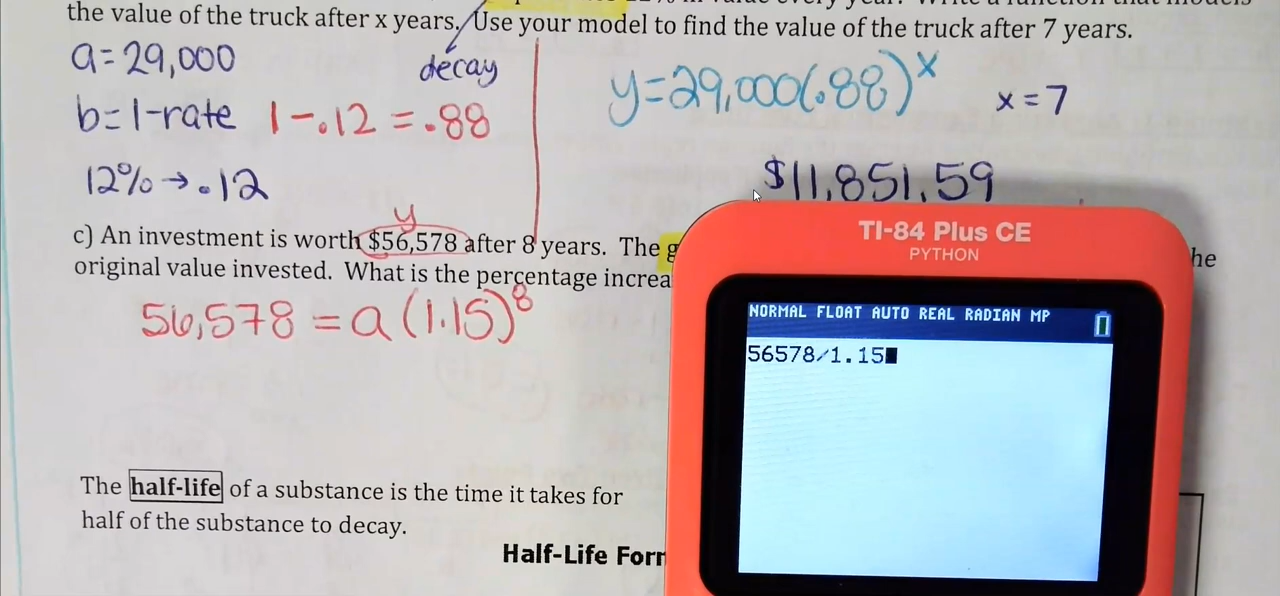 the value of the truck after x years. Use your model to find the value of the truck after 7 years.
a=29,000
decay
y=29,000(.88)^x
x=7
b=1-rate 1-.12=.88
12%→.12
$11,851.59
y
c) An investment is worth $56,578 after 8 years. The g
he
original value invested. What is the percentage increa
56,578=a(1.15)^8
TI-84 Plus CE
PYTHON
NORMAL FLOAT AUTO REAL RADIAN MP
56578/1.15
The half-life of a substance is the time it takes for
half of the substance to decay.
Half-Life For